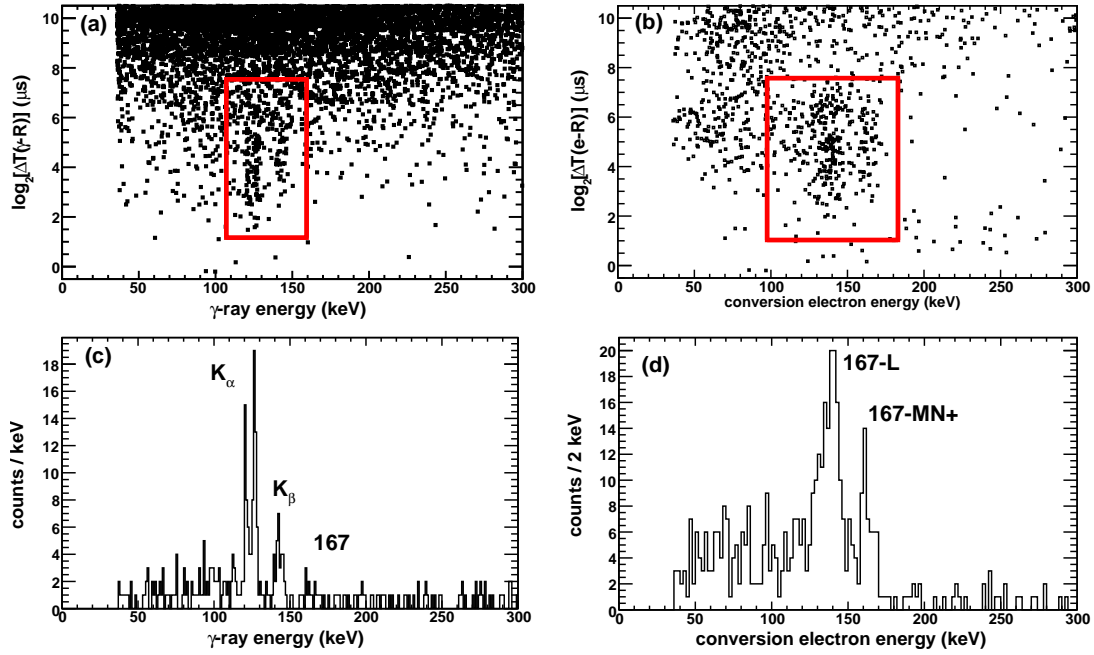 (a)
log₂[ΔT(γ-R)] (μs)
10
8
6
4
2
0
0 50 100 150 200 250 300
γ-ray energy (keV)
(b)
log₂[ΔT(e-R)] (μs)
10
8
6
4
2
0
0 50 100 150 200 250 300
conversion electron energy (keV)
(c)
Kα
Kβ
167
counts / keV
18
16
14
12
10
8
6
4
2
0
0 50 100 150 200 250 300
γ-ray energy (keV)
(d)
167-L
167-MN+
counts / 2 keV
20
18
16
14
12
10
8
6
4
2
0
0 50 100 150 200 250 300
conversion electron energy (keV)